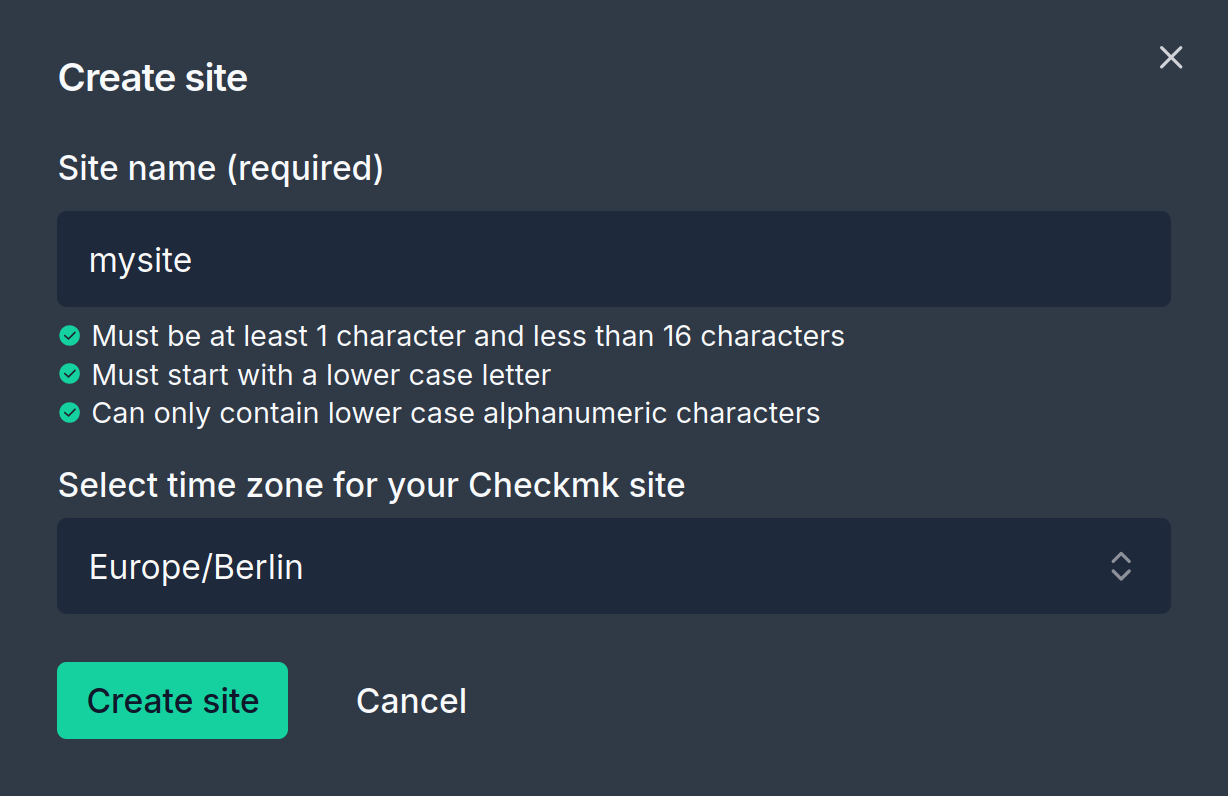 Create site
Site name (required)
mysite
Must be at least 1 character and less than 16 characters
Must start with a lower case letter
Can only contain lower case alphanumeric characters
Select time zone for your Checkmk site
Europe/Berlin
Create site
Cancel